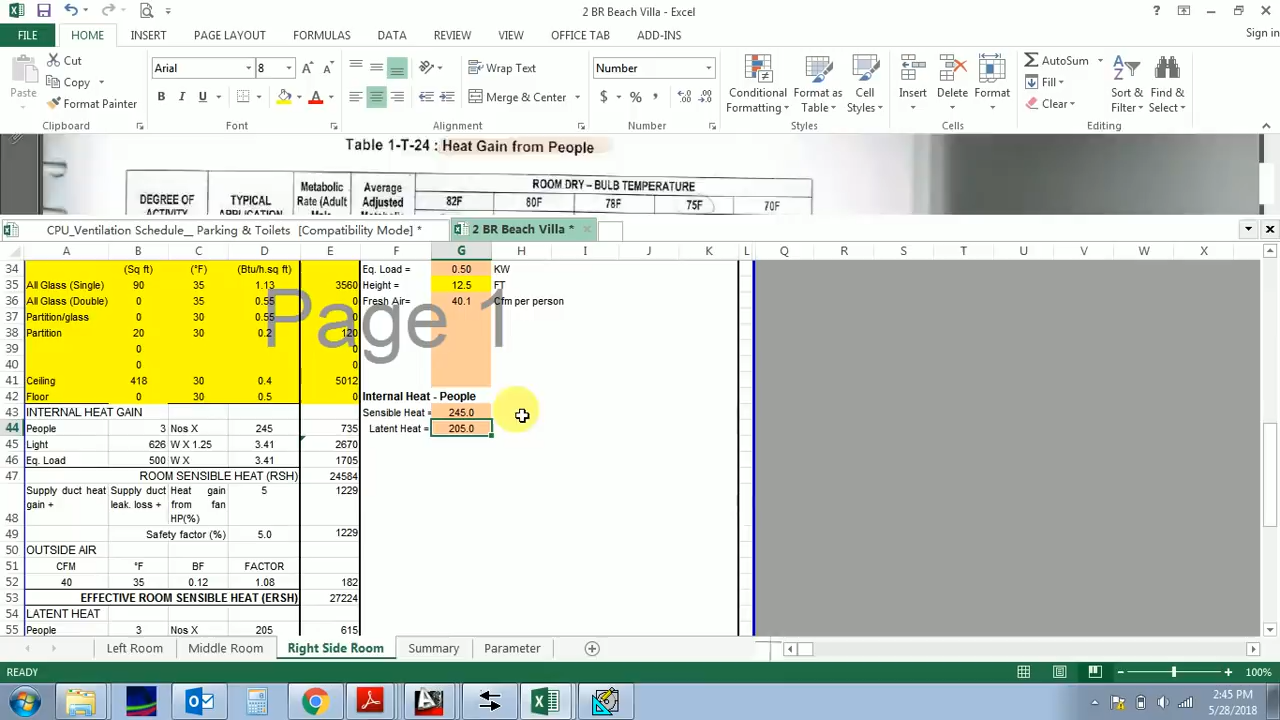 2 BR Beach Villa - Excel
Sign in
FILE HOME INSERT PAGE LAYOUT FORMULAS DATA REVIEW VIEW OFFICE TAB ADD-INS
Cut
Copy
Format Painter
Paste
Clipboard
Arial 8
B I U
Font
Wrap Text
Merge & Center
Alignment
Number
$ % ,
Number
Conditional Formatting
Format as Table
Cell Styles
Styles
Insert Delete Format
Cells
AutoSum
Fill
Clear
Sort & Filter
Find & Select
Editing
Table 1-T-24 : Heat Gain from People
DEGREE OF TYPICAL Metabolic Average ROOM DRY – BULB TEMPERATURE
Rate (Adult Adjusted 82F 80F 78F 75F 70F
CPU_Ventilation Schedule__ Parking & Toilets [Compatibility Mode] *
2 BR Beach Villa *
A B C D E F G H I J K L Q R S T U V W X
34 (Sq ft) (°F) (Btu/h.sq ft) Eq. Load = 0.50 KW
35 All Glass (Single) 90 35 1.13 3560 Height = 12.5 FT
36 All Glass (Double) 0 30 0.55 0 Fresh Air= 40.1 Cfm per person
37 Partition/glass 0 30 0.55 0
Page 1
38 Partition 20 30 0.2 120
39 0 0
40 0 0
41 Ceiling 418 30 0.4 5012
42 Floor 0 30 0.5 0 Internal Heat - People
43 INTERNAL HEAT GAIN Sensible Heat = 245.0
44 People 3 Nos X 245 735 Latent Heat = 205.0
45 Light 626 W X 1.25 3.41 2670
46 Eq. Load 500 W X 3.41 1705
47 ROOM SENSIBLE HEAT (RSH) 24584
48 Supply duct heat gain + Supply duct leak. loss + Heat gain from fan HP(%) 5 1229
49 Safety factor (%) 5.0 1229
50 OUTSIDE AIR
51 CFM °F BF FACTOR
52 40 35 0.12 1.08 182
53 EFFECTIVE ROOM SENSIBLE HEAT (ERSH) 27224
54 LATENT HEAT
55 People 3 Nos X 205 615
Left Room Middle Room Right Side Room Summary Parameter
READY
100%
2:45 PM
5/28/2018